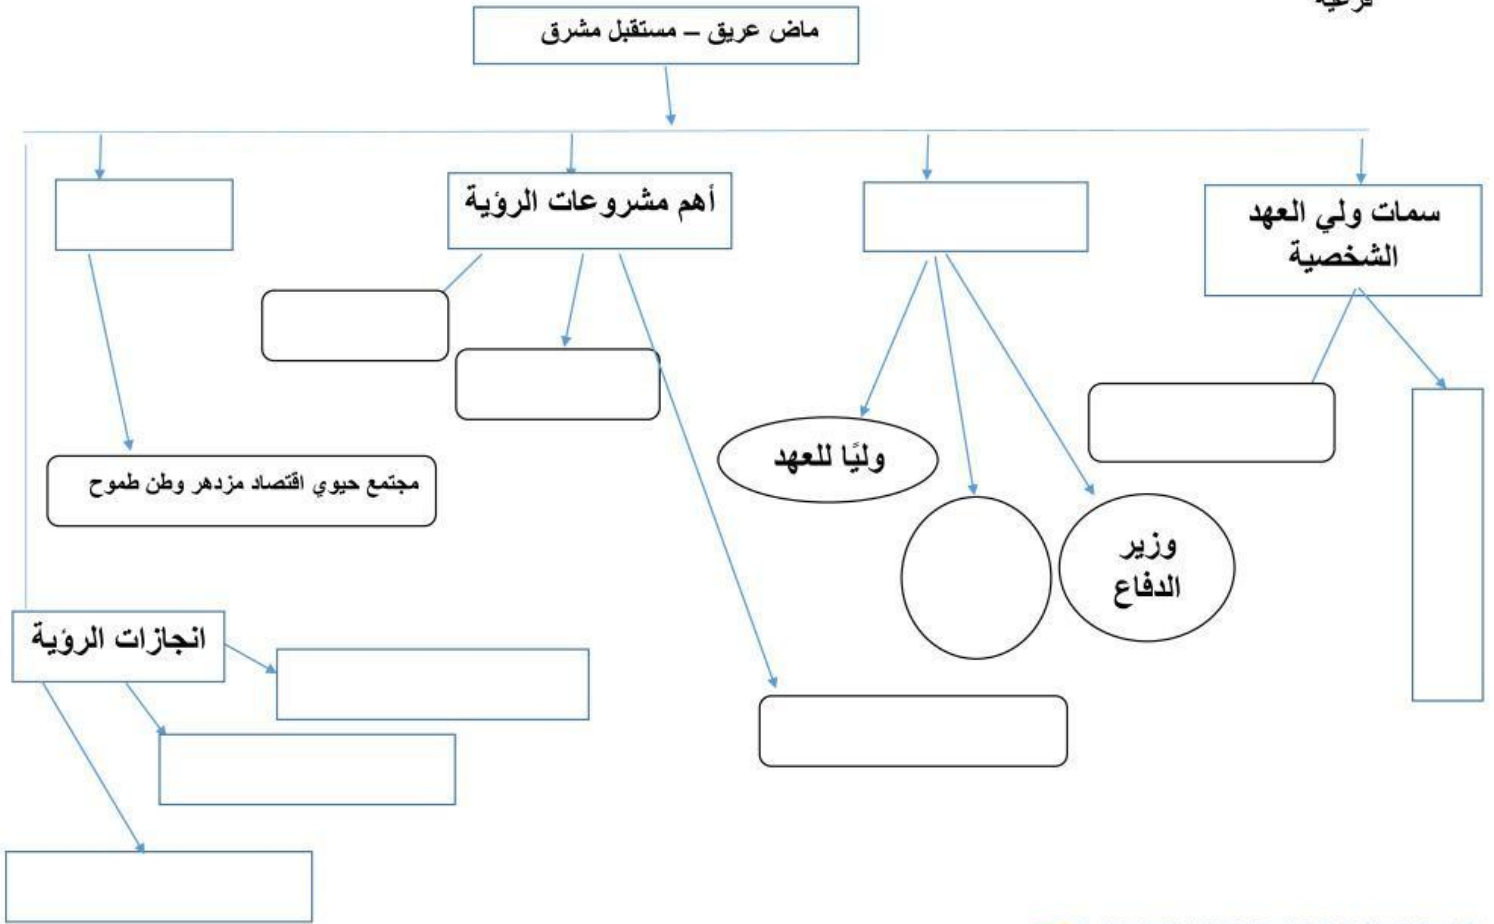 فرعية
ماض عريق – مستقبل مشرق
سمات ولي العهد
الشخصية
أهم مشروعات الرؤية
وليًا للعهد
وزير
الدفاع
مجتمع حيوي اقتصاد مزدهر وطن طموح
انجازات الرؤية